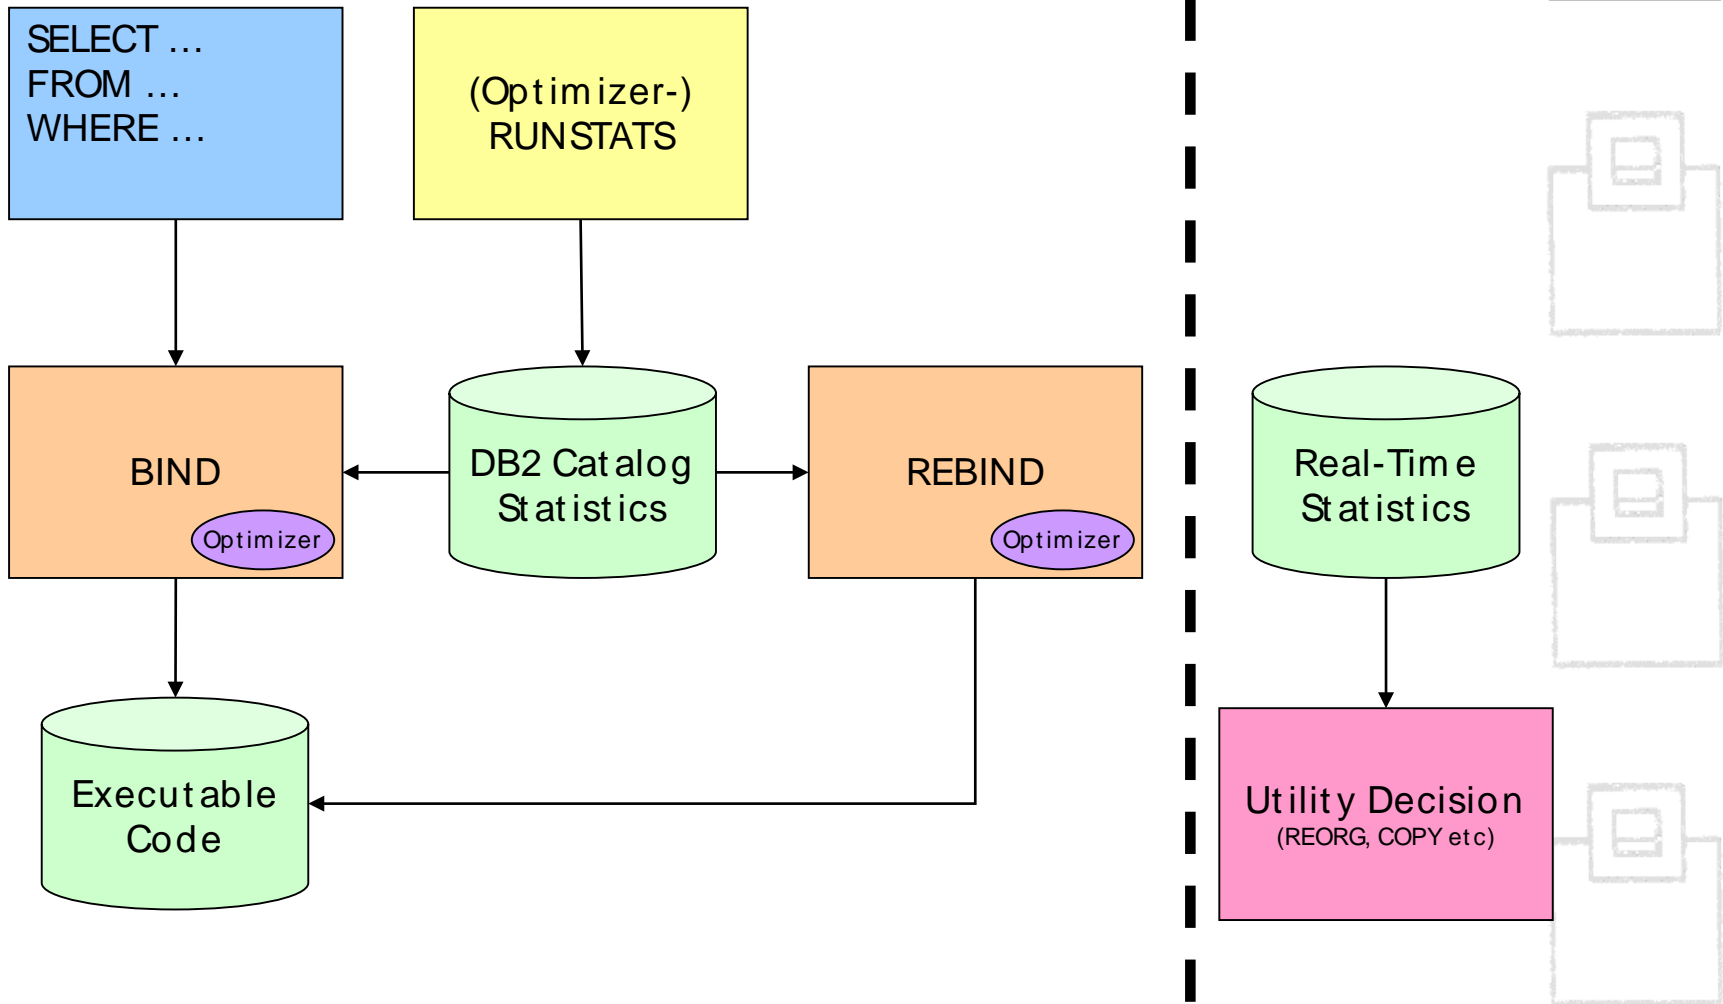 SELECT …
FROM …
WHERE …
(Optimizer-)
RUNSTATS
BIND
Optimizer
DB2 Catalog
Statistics
REBIND
Optimizer
Real-Time
Statistics
Executable
Code
Utility Decision
(REORG, COPY etc)